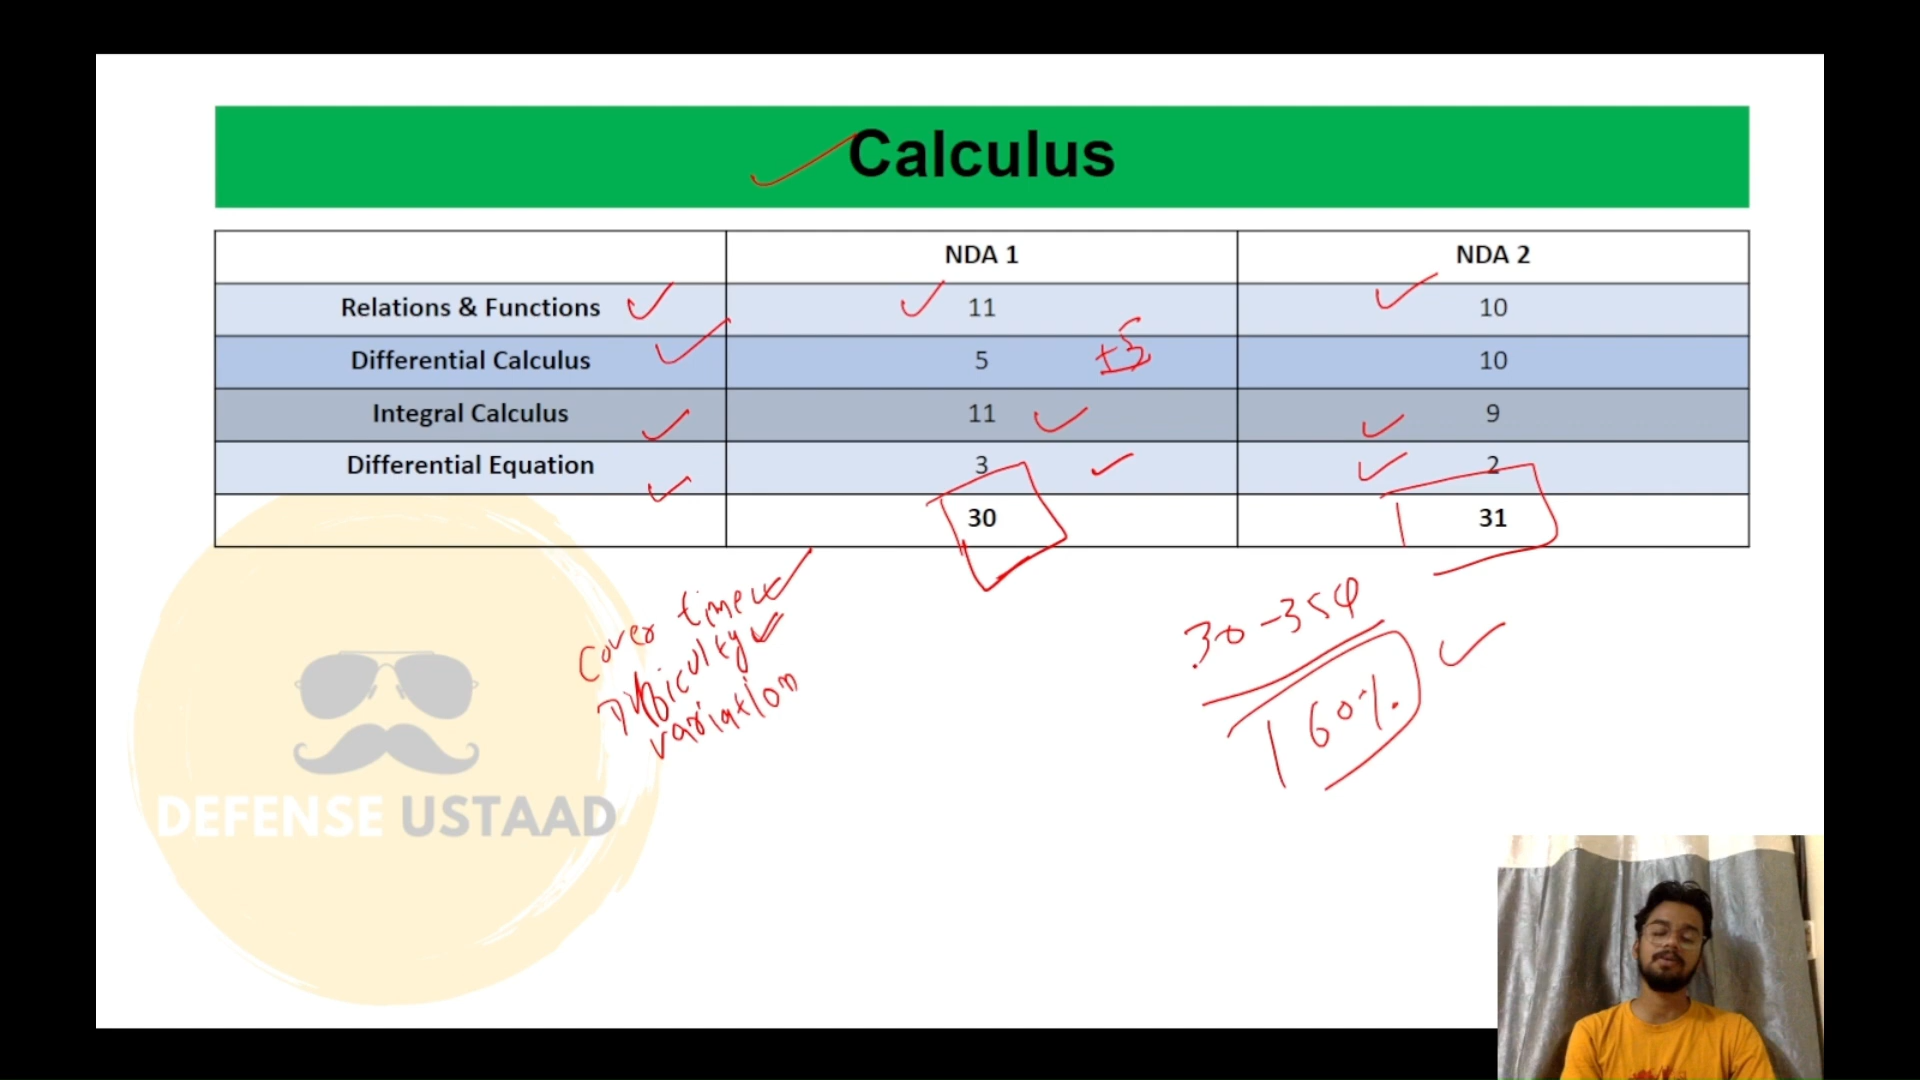 Calculus
NDA 1 NDA 2
Relations & Functions 11 10
Differential Calculus 5 ±5 10
Integral Calculus 11 9
Differential Equation 3 2
30 31
Cover time
Difficulty
variation
30-35
60%
DEFENSE USTAAD